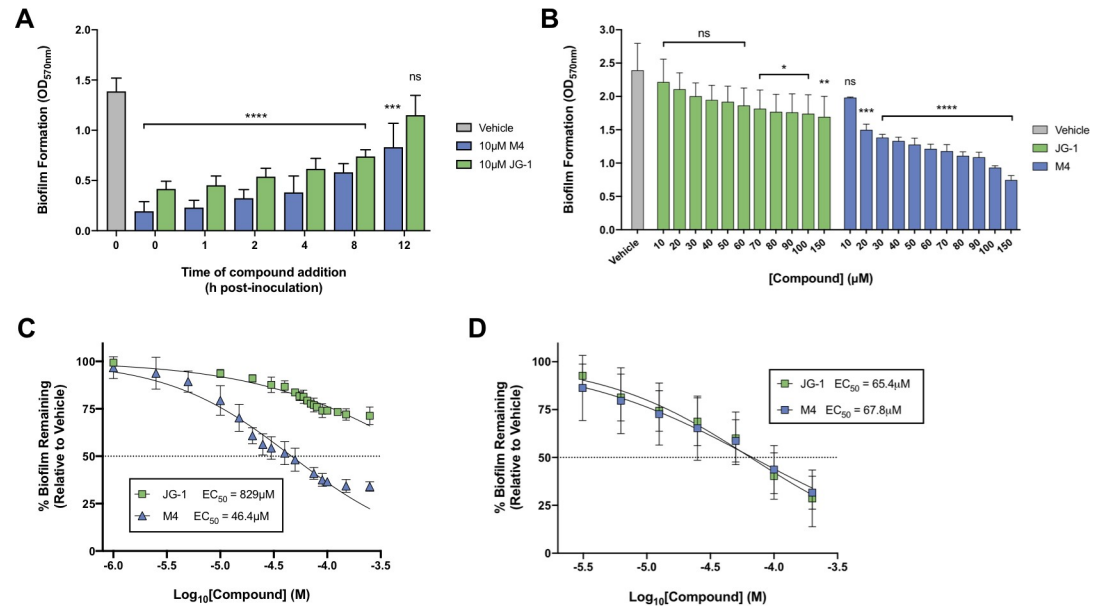 A
Biofilm Formation (OD570nm)
2.0
1.5
1.0
0.5
0.0
****
***
ns
0 0 1 2 4 8 12
Time of compound addition
(h post-inoculation)
Vehicle
10µM M4
10µM JG-1
B
Biofilm Formation (OD570nm)
3.0
2.5
2.0
1.5
1.0
0.5
0.0
ns
*
**
ns
***
****
Vehicle 10 20 30 40 50 60 70 80 90 100 150 10 20 30 40 50 60 70 80 90 100 150
[Compound] (µM)
Vehicle
JG-1
M4
C
% Biofilm Remaining
(Relative to Vehicle)
100
75
50
25
0
JG-1 EC50 = 829µM
M4 EC50 = 46.4µM
-6.0 -5.5 -5.0 -4.5 -4.0 -3.5
Log10[Compound] (M)
D
% Biofilm Remaining
(Relative to Vehicle)
100
75
50
25
0
JG-1 EC50 = 65.4µM
M4 EC50 = 67.8µM
-5.5 -5.0 -4.5 -4.0 -3.5
Log10[Compound] (M)